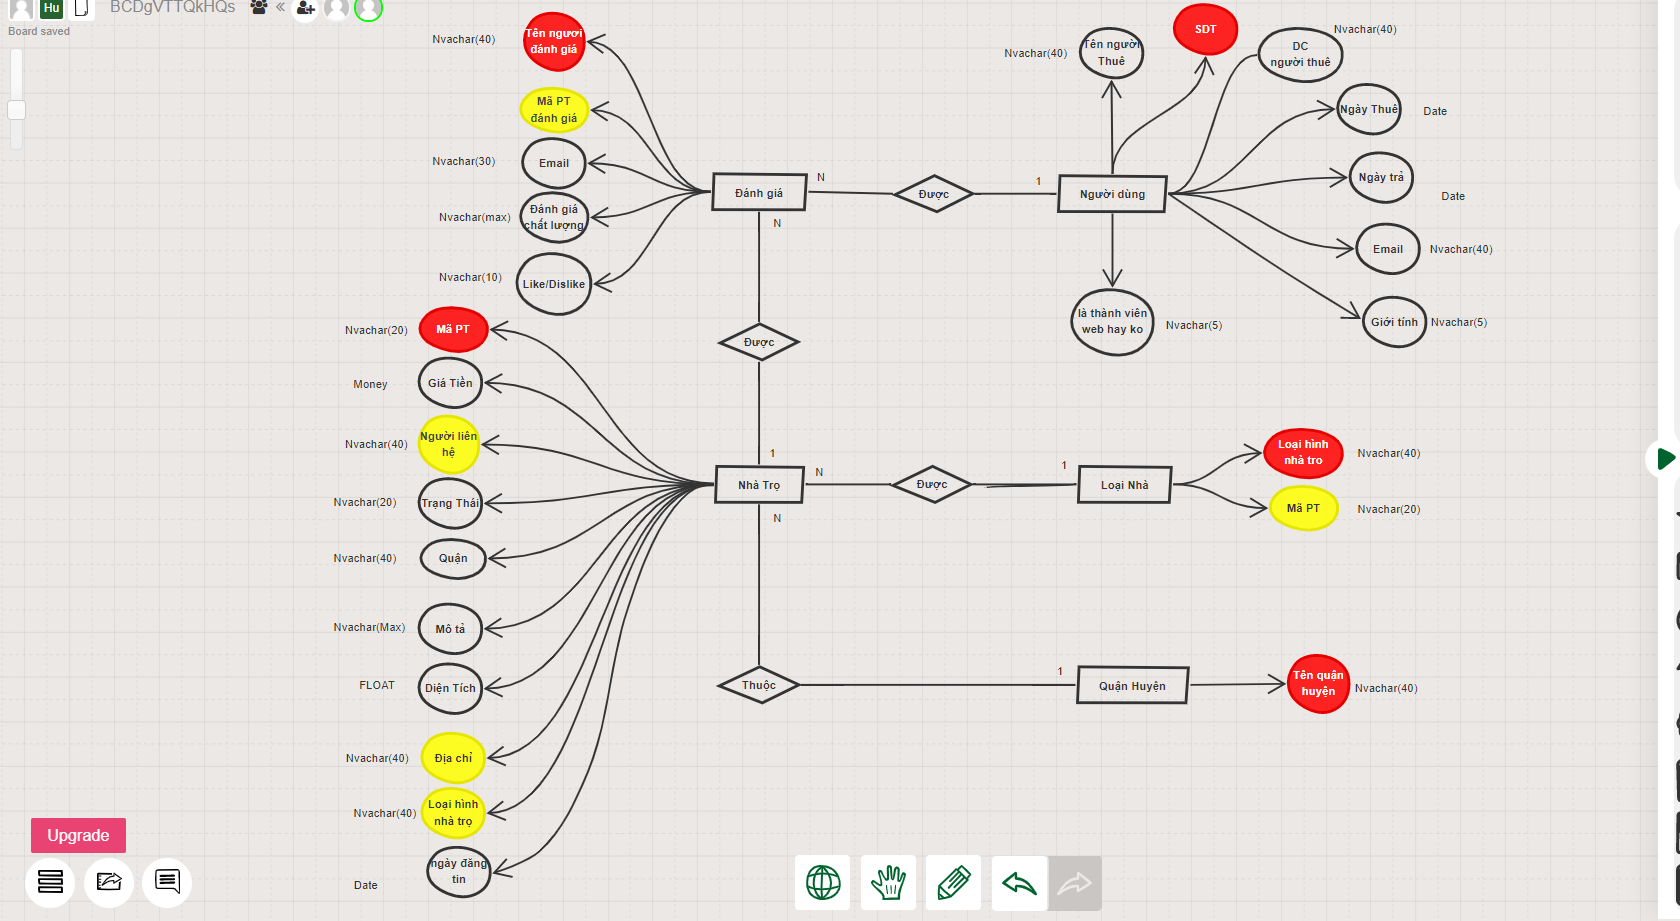 Hu
BCDgVTTQkHQs
Board saved
Nvachar(40)
Tên ngươi
đánh giá
Mã PT
đánh giá
Nvachar(30)
Email
Nvachar(max)
Đánh giá
chất lượng
Nvachar(10)
Like/Dislike
Đánh giá
N
N
Được
1
Người dùng
Nvachar(40)
Tên người
Thuê
SDT
Nvachar(40)
DC
người thuê
Ngày Thuê
Date
Ngày trả
Date
Email
Nvachar(40)
Giới tính
Nvachar(5)
là thành viên
web hay ko
Nvachar(5)
Được
1
Nvachar(20)
Mã PT
Money
Giá Tiền
Nvachar(40)
Người liên
hệ
Nvachar(20)
Trạng Thái
Nvachar(40)
Quận
Nvachar(Max)
Mô tả
FLOAT
Diện Tích
Nvachar(40)
Địa chỉ
Nvachar(40)
Loại hình
nhà trọ
Date
ngày đăng
tin
Nhà Trọ
N
N
Được
1
Loại Nhà
Loại hình
nhà tro
Nvachar(40)
Mã PT
Nvachar(20)
Thuộc
1
Quận Huyện
Tên quận
huyện
Nvachar(40)
Upgrade